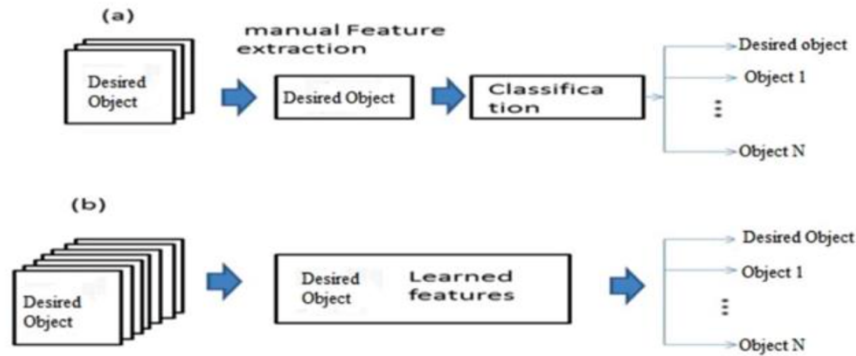 (a)
manual Feature
extraction
Desired
Object
Desired Object
Classifica
tion
Desired object
Object 1
Object N
(b)
Desired
Object
Desired
Object
Learned
features
Desired Object
Object 1
Object N